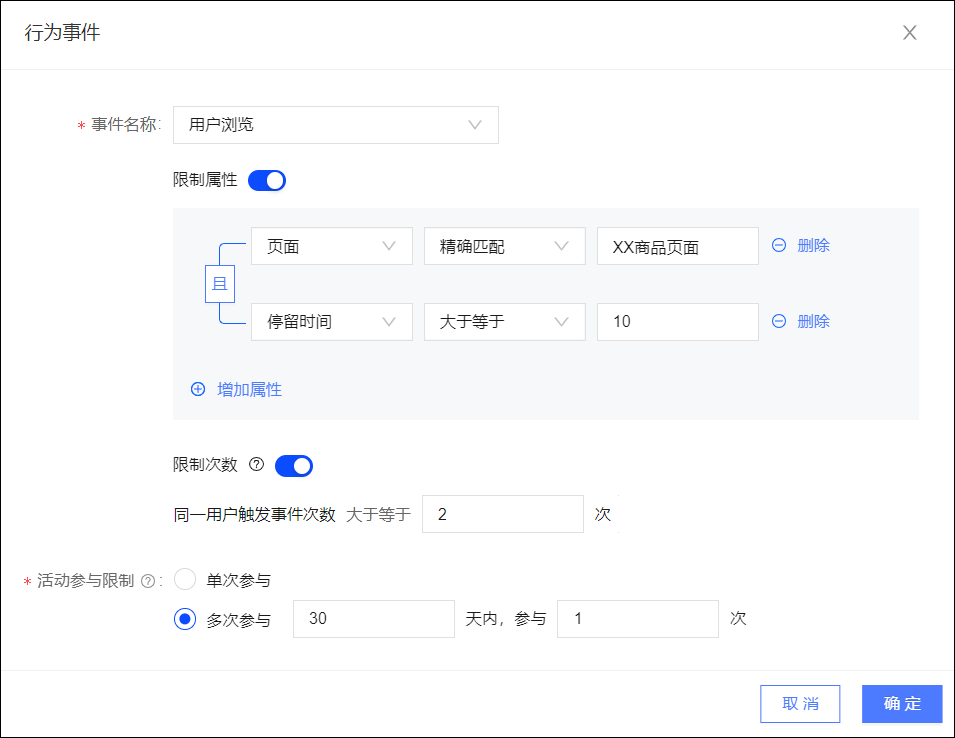 行为事件
* 事件名称: 用户浏览
限制属性
页面 精确匹配 XX商品页面 删除
且
停留时间 大于等于 10 删除
增加属性
限制次数 ?
同一用户触发事件次数 大于等于 2 次
* 活动参与限制 ? : 单次参与
多次参与 30 天内，参与 1 次
取 消 确 定